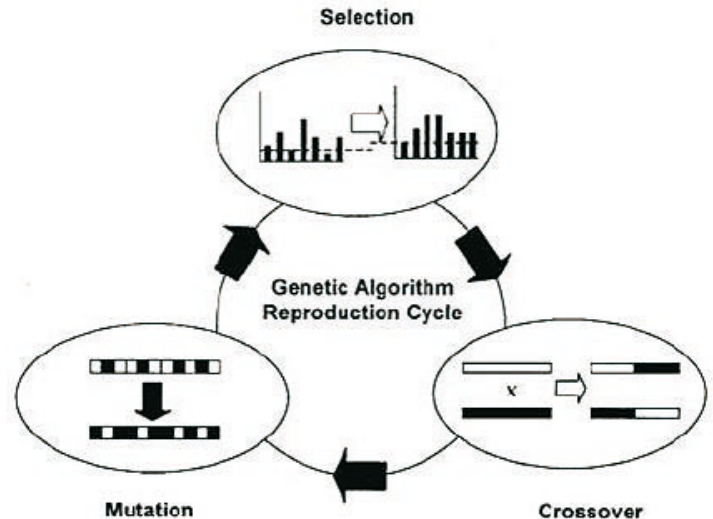 Selection
Genetic Algorithm
Reproduction Cycle
x
Mutation
Crossover